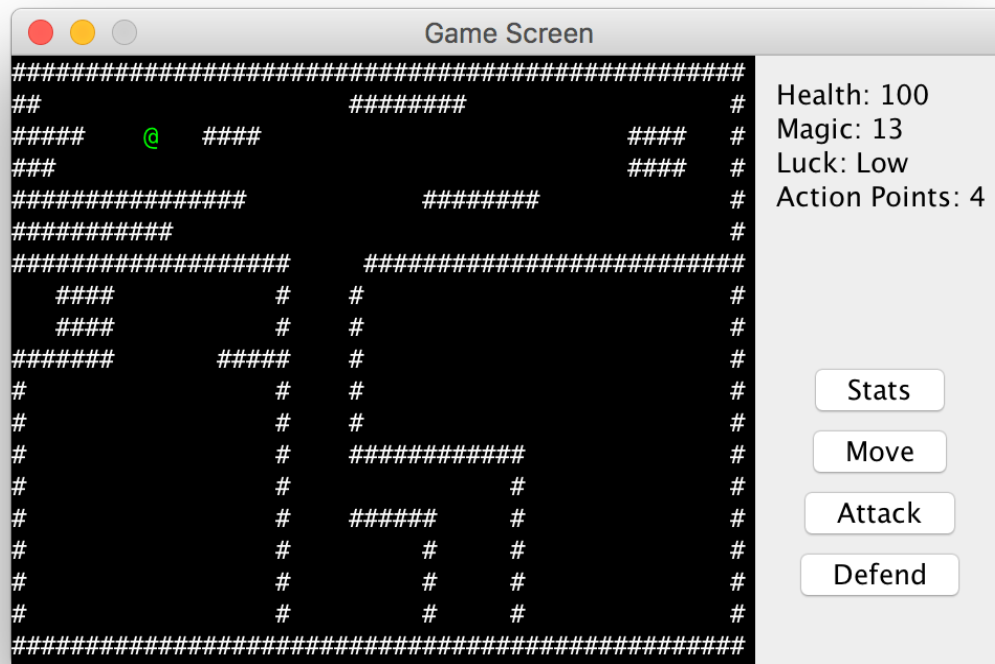 Game Screen
##################################################
##                     ########                  #
#####    @   ####                         ####   #
###                                       ####   #
################            ########             #
###########                                      #
###################     ##########################
   ####           #    #                         #
   ####           #    #                         #
#######       #####    #                         #
#                 #    #                         #
#                 #    #                         #
#                 #    ############              #
#                 #               #              #
#                 #    ######     #              #
#                 #         #     #              #
#                 #         #     #              #
#                 #         #     #              #
##################################################
Health: 100
Magic: 13
Luck: Low
Action Points: 4
Stats
Move
Attack
Defend